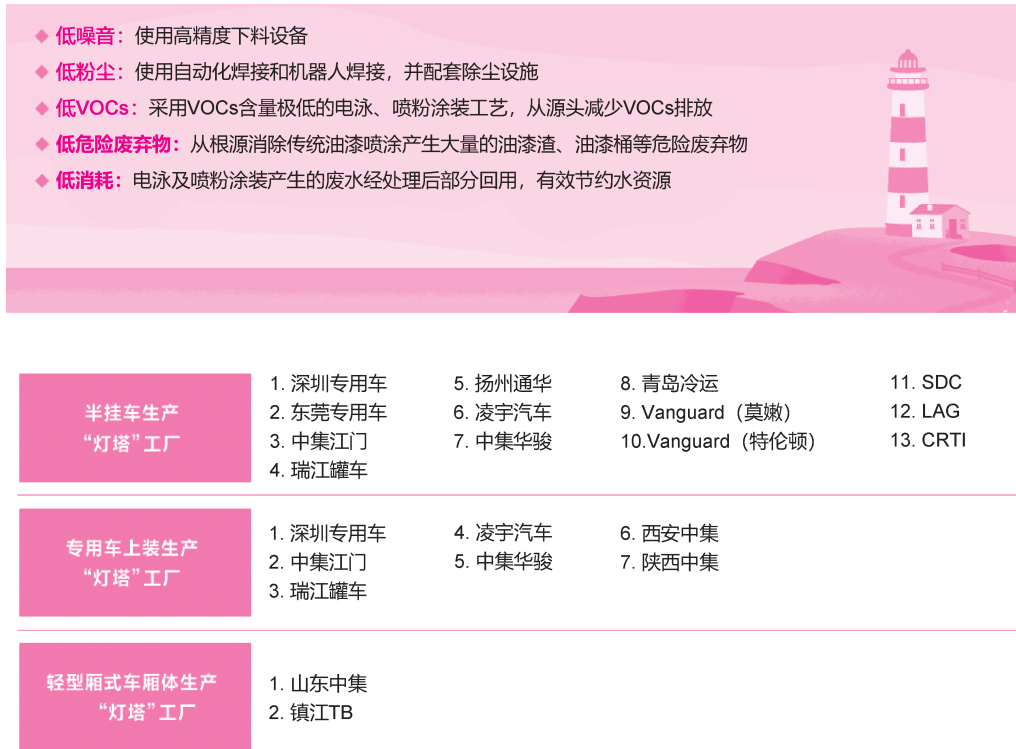 ◆ 低噪音：使用高精度下料设备
◆ 低粉尘：使用自动化焊接和机器人焊接，并配套除尘设施
◆ 低VOCs：采用VOCs含量极低的电泳、喷粉涂装工艺，从源头减少VOCs排放
◆ 低危险废弃物：从根源消除传统油漆喷涂产生大量的油漆渣、油漆桶等危险废弃物
◆ 低消耗：电泳及喷粉涂装产生的废水经处理后部分回用，有效节约水资源
半挂车生产
“灯塔”工厂
1. 深圳专用车
2. 东莞专用车
3. 中集江门
4. 瑞江罐车
5. 扬州通华
6. 凌宇汽车
7. 中集华骏
8. 青岛冷运
9. Vanguard（莫嫩）
10.Vanguard（特伦顿）
11. SDC
12. LAG
13. CRTI
专用车上装生产
“灯塔”工厂
1. 深圳专用车
2. 中集江门
3. 瑞江罐车
4. 凌宇汽车
5. 中集华骏
6. 西安中集
7. 陕西中集
轻型厢式车厢体生产
“灯塔”工厂
1. 山东中集
2. 镇江TB